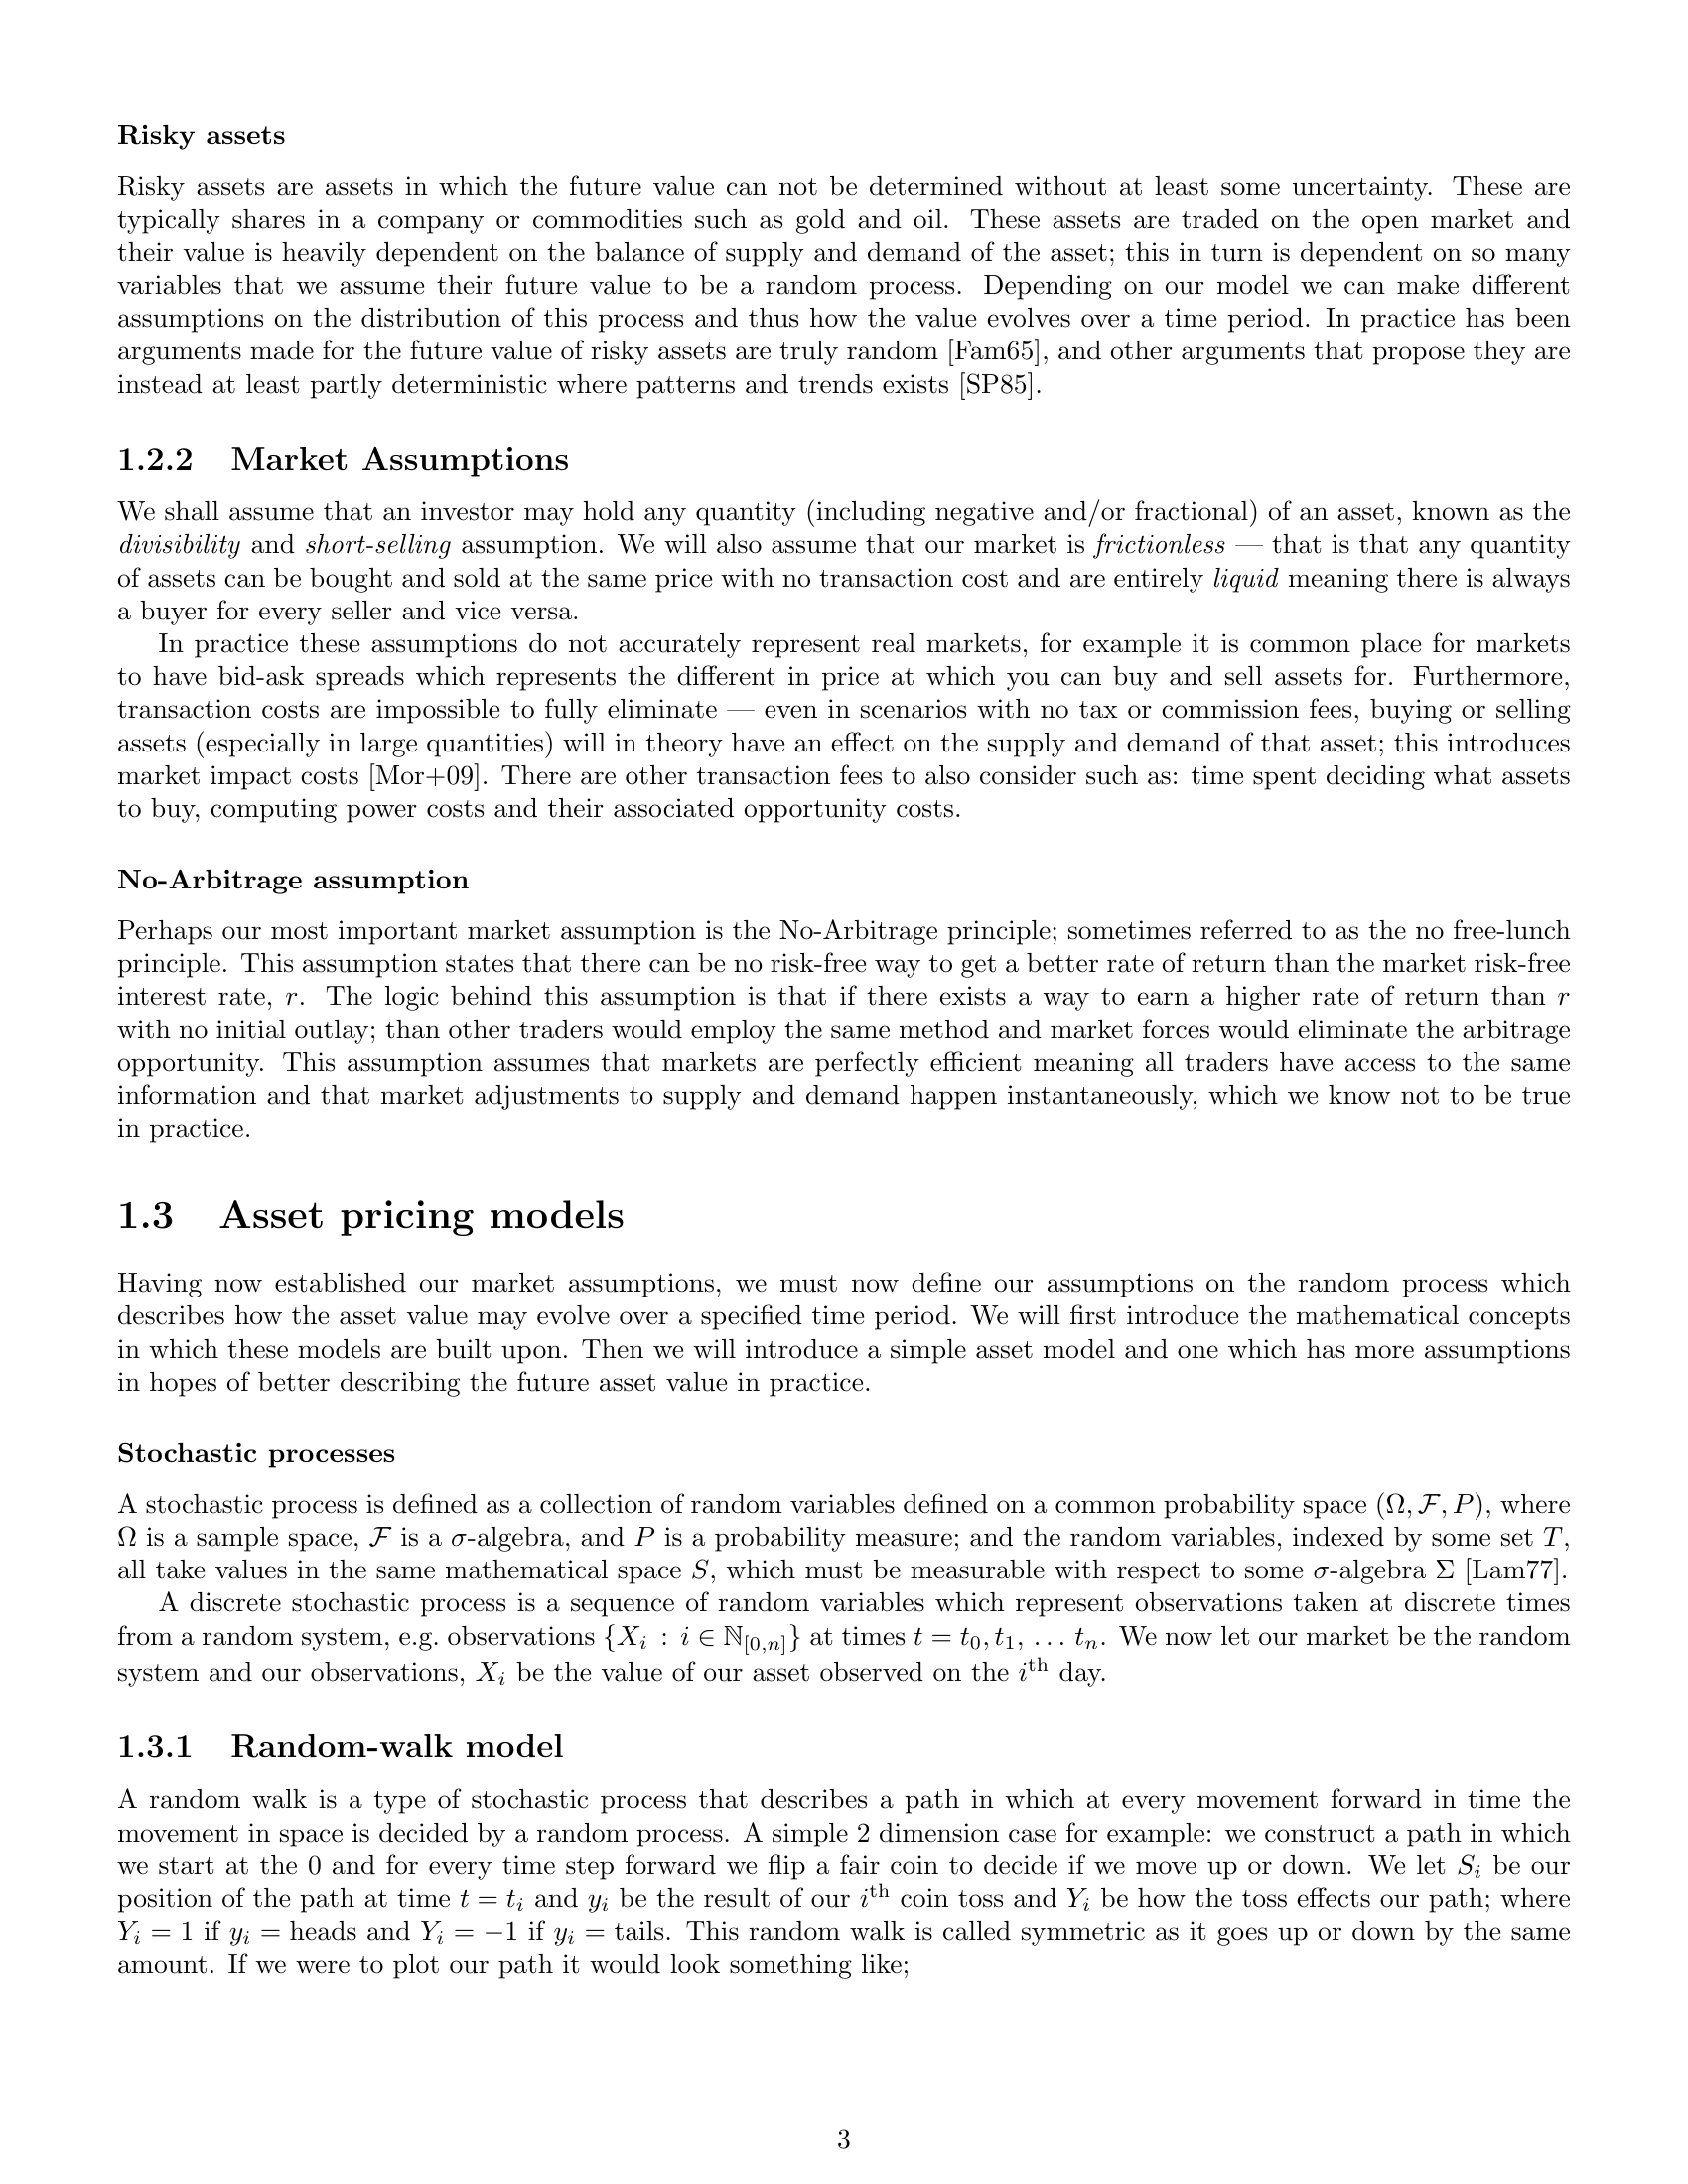 Risky assets
Risky assets are assets in which the future value can not be determined without at least some uncertainty. These are
typically shares in a company or commodities such as gold and oil. These assets are traded on the open market and
their value is heavily dependent on the balance of supply and demand of the asset; this in turn is dependent on so many
variables that we assume their future value to be a random process. Depending on our model we can make different
assumptions on the distribution of this process and thus how the value evolves over a time period. In practice has been
arguments made for the future value of risky assets are truly random [Fam65], and other arguments that propose they are
instead at least partly deterministic where patterns and trends exists [SP85].
1.2.2 Market Assumptions
We shall assume that an investor may hold any quantity (including negative and/or fractional) of an asset, known as the
divisibility and short-selling assumption. We will also assume that our market is frictionless — that is that any quantity
of assets can be bought and sold at the same price with no transaction cost and are entirely liquid meaning there is always
a buyer for every seller and vice versa.
In practice these assumptions do not accurately represent real markets, for example it is common place for markets
to have bid-ask spreads which represents the different in price at which you can buy and sell assets for. Furthermore,
transaction costs are impossible to fully eliminate — even in scenarios with no tax or commission fees, buying or selling
assets (especially in large quantities) will in theory have an effect on the supply and demand of that asset; this introduces
market impact costs [Mor+09]. There are other transaction fees to also consider such as: time spent deciding what assets
to buy, computing power costs and their associated opportunity costs.
No-Arbitrage assumption
Perhaps our most important market assumption is the No-Arbitrage principle; sometimes referred to as the no free-lunch
principle. This assumption states that there can be no risk-free way to get a better rate of return than the market risk-free
interest rate, r. The logic behind this assumption is that if there exists a way to earn a higher rate of return than r
with no initial outlay; than other traders would employ the same method and market forces would eliminate the arbitrage
opportunity. This assumption assumes that markets are perfectly efficient meaning all traders have access to the same
information and that market adjustments to supply and demand happen instantaneously, which we know not to be true
in practice.
1.3 Asset pricing models
Having now established our market assumptions, we must now define our assumptions on the random process which
describes how the asset value may evolve over a specified time period. We will first introduce the mathematical concepts
in which these models are built upon. Then we will introduce a simple asset model and one which has more assumptions
in hopes of better describing the future asset value in practice.
Stochastic processes
A stochastic process is defined as a collection of random variables defined on a common probability space (Ω, ℱ, P), where
Ω is a sample space, ℱ is a σ-algebra, and P is a probability measure; and the random variables, indexed by some set T,
all take values in the same mathematical space S, which must be measurable with respect to some σ-algebra Σ [Lam77].
A discrete stochastic process is a sequence of random variables which represent observations taken at discrete times
from a random system, e.g. observations {X_i : i ∈ ℕ_[0,n]} at times t = t_0, t_1, … t_n. We now let our market be the random
system and our observations, X_i be the value of our asset observed on the i^th day.
1.3.1 Random-walk model
A random walk is a type of stochastic process that describes a path in which at every movement forward in time the
movement in space is decided by a random process. A simple 2 dimension case for example: we construct a path in which
we start at the 0 and for every time step forward we flip a fair coin to decide if we move up or down. We let S_i be our
position of the path at time t = t_i and y_i be the result of our i^th coin toss and Y_i be how the toss effects our path; where
Y_i = 1 if y_i = heads and Y_i = −1 if y_i = tails. This random walk is called symmetric as it goes up or down by the same
amount. If we were to plot our path it would look something like;
3